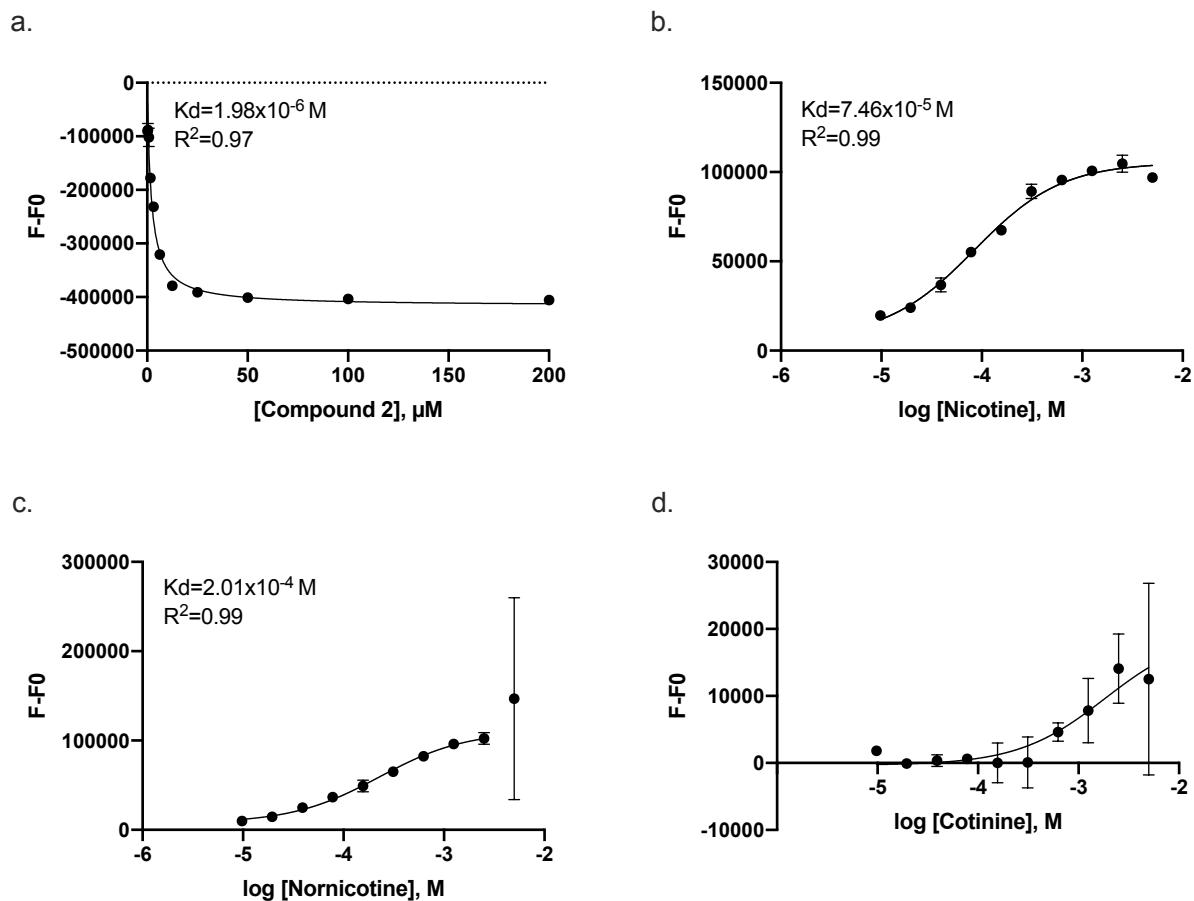 a.
0
-100000
-200000
-300000
-400000
-500000
F-F0
Kd=1.98x10-6 M
R2=0.97
0 50 100 150 200
[Compound 2], µM
b.
150000
100000
50000
0
F-F0
Kd=7.46x10-5 M
R2=0.99
-6 -5 -4 -3 -2
log [Nicotine], M
c.
300000
200000
100000
0
F-F0
Kd=2.01x10-4 M
R2=0.99
-6 -5 -4 -3 -2
log [Nornicotine], M
d.
30000
20000
10000
0
-10000
F-F0
-5 -4 -3 -2
log [Cotinine], M